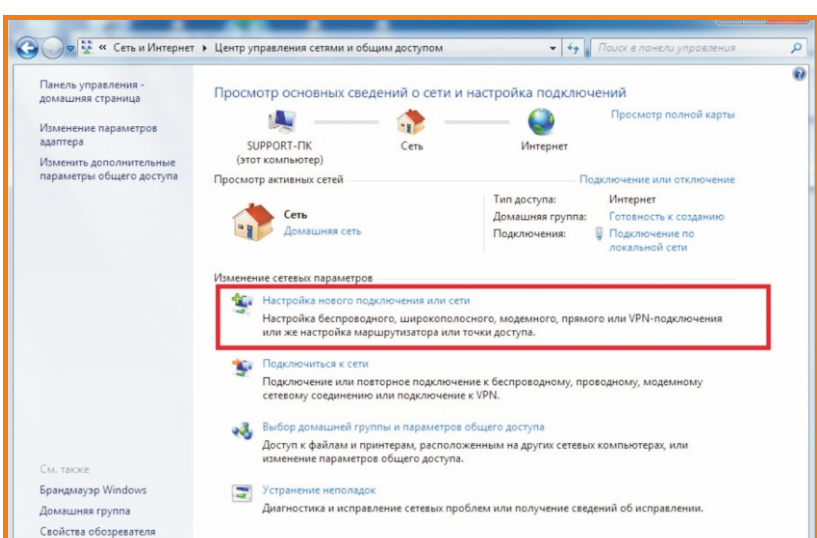 « Сеть и Интернет ▸ Центр управления сетями и общим доступом
Поиск в панели управления
Панель управления -
домашняя страница
Изменение параметров
адаптера
Изменить дополнительные
параметры общего доступа
Просмотр основных сведений о сети и настройка подключений
Просмотр полной карты
SUPPORT-ПК
(этот компьютер)
Сеть
Интернет
Просмотр активных сетей
Подключение или отключение
Сеть
Домашняя сеть
Тип доступа: Интернет
Домашняя группа: Готовность к созданию
Подключения: Подключение по
локальной сети
Изменение сетевых параметров
Настройка нового подключения или сети
Настройка беспроводного, широкополосного, модемного, прямого или VPN-подключения
или же настройка маршрутизатора или точки доступа.
Подключиться к сети
Подключение или повторное подключение к беспроводному, проводному, модемному
сетевому соединению или подключение к VPN.
Выбор домашней группы и параметров общего доступа
Доступ к файлам и принтерам, расположенным на других сетевых компьютерах, или
изменение параметров общего доступа.
Устранение неполадок
Диагностика и исправление сетевых проблем или получение сведений об исправлении.
См. также
Брандмауэр Windows
Домашняя группа
Свойства обозревателя